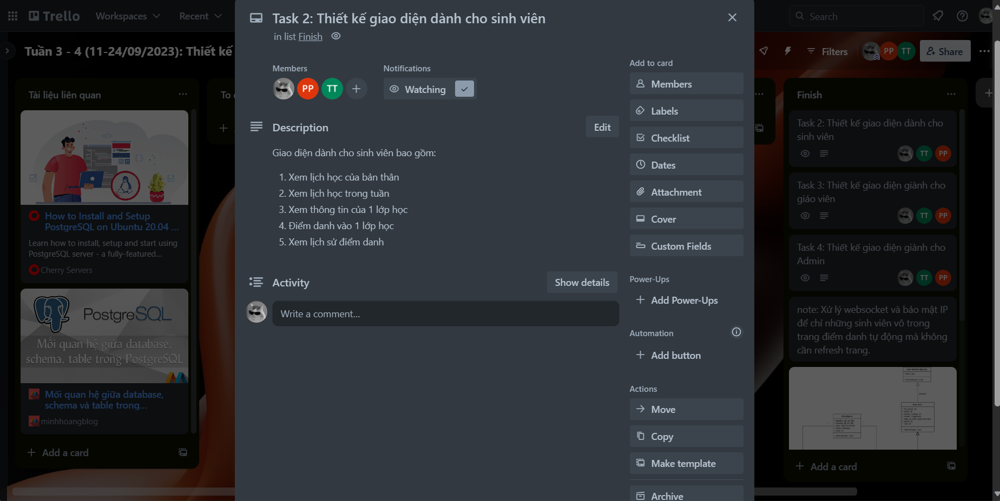 Trello
Workspaces
Recent
Search
Tuần 3 - 4 (11-24/09/2023): Thiết kế
Filters
PP
TT
Share
Tài liệu liên quan
How to Install and Setup
PostgreSQL on Ubuntu 20.04 ...
Learn how to install, setup and start using
PostgreSQL server - a fully-featured...
Cherry Servers
PostgreSQL
Mối quan hệ giữa database,
schema, table trong PostgreSQL
Mối quan hệ giữa database,
schema và table trong...
minhhoangblog
Add a card
To
Task 2: Thiết kế giao diện dành cho sinh viên
in list Finish
Members
PP
TT
Notifications
Watching
Description
Edit
Giao diện dành cho sinh viên bao gồm:
1. Xem lịch học của bản thân
2. Xem lịch học trong tuần
3. Xem thông tin của 1 lớp học
4. Điểm danh vào 1 lớp học
5. Xem lịch sử điểm danh
Activity
Show details
Write a comment...
Add to card
Members
Labels
Checklist
Dates
Attachment
Cover
Custom Fields
Power-Ups
Add Power-Ups
Automation
Add button
Actions
Move
Copy
Make template
Archive
Finish
Task 2: Thiết kế giao diện dành cho
sinh viên
TT
PP
Task 3: Thiết kế giao diện giành cho
giáo viên
TT
PP
Task 4: Thiết kế giao diện giành cho
Admin
TT
PP
note: Xử lý websocket và bảo mật IP
để chỉ những sinh viên vô trong
trang điểm danh tự động mà không
cần refresh trang.
Add a card